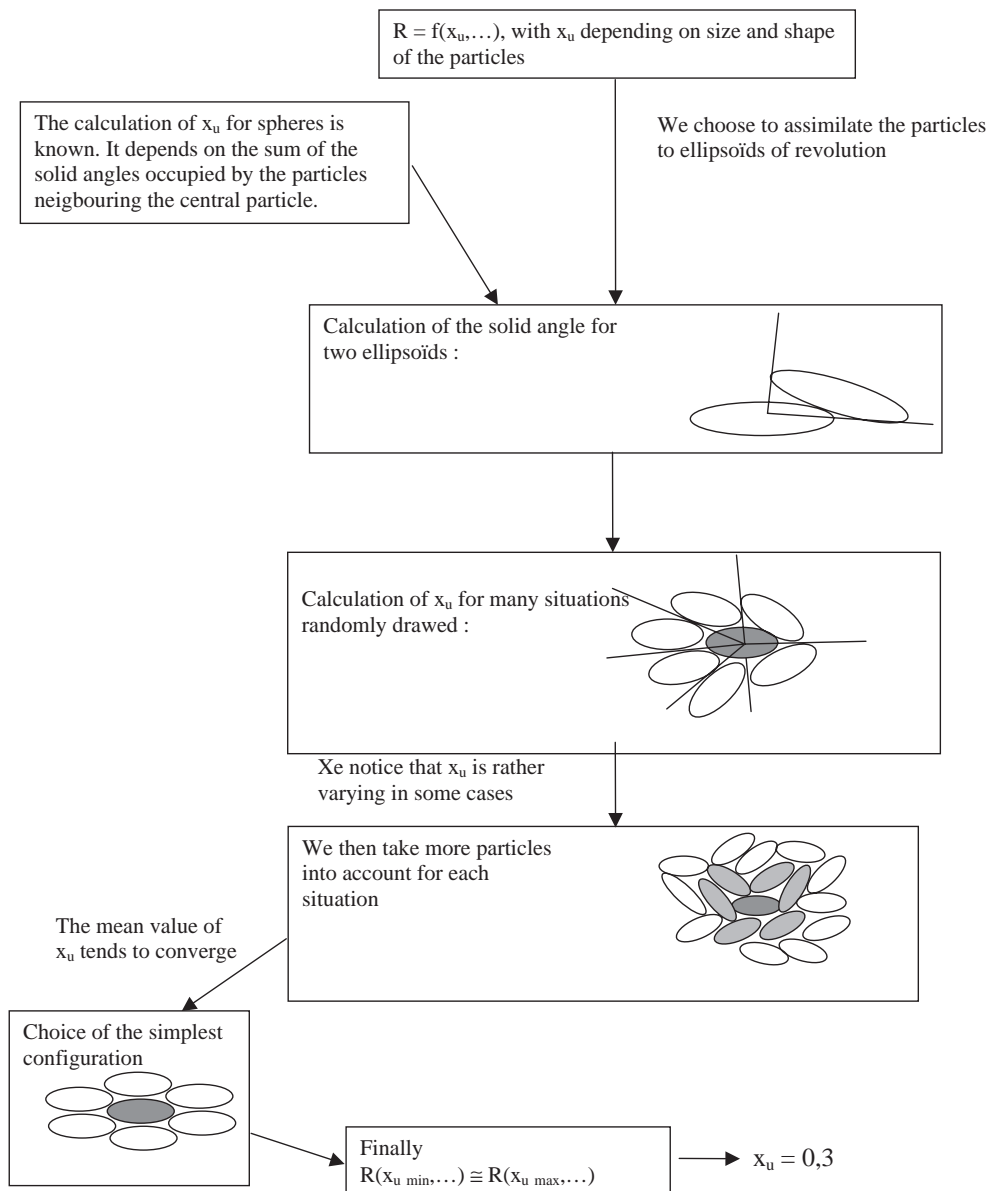 R = f(xᵤ,…), with xᵤ depending on size and shape
of the particles
The calculation of xᵤ for spheres is
known. It depends on the sum of the
solid angles occupied by the particles
neigbouring the central particle.
We choose to assimilate the particles
to ellipsoïds of revolution
Calculation of the solid angle for
two ellipsoïds :
Calculation of xᵤ for many situations
randomly drawed :
Xe notice that xᵤ is rather
varying in some cases
We then take more particles
into account for each
situation
The mean value of
xᵤ tends to converge
Choice of the simplest
configuration
Finally
R(xᵤ ₘᵢₙ,…) ≅ R(xᵤ ₘₐₓ,…)
xᵤ = 0,3